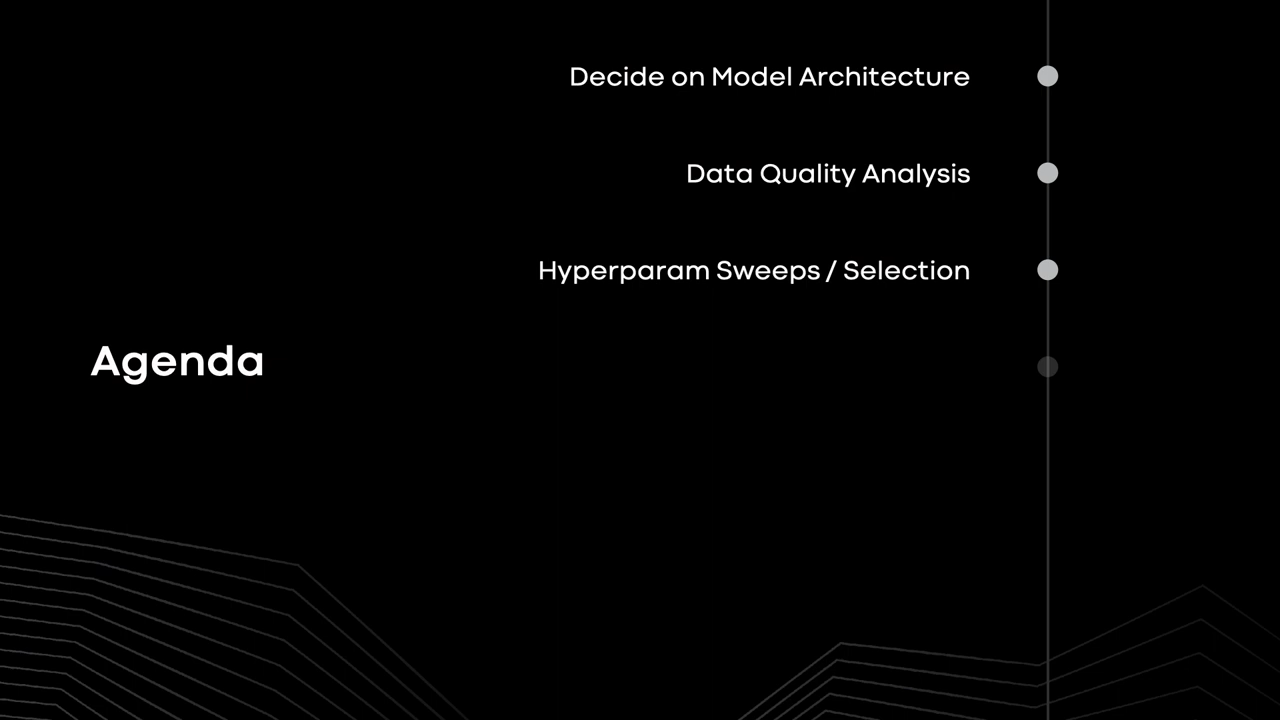 Decide on Model Architecture
Data Quality Analysis
Hyperparam Sweeps / Selection
Agenda